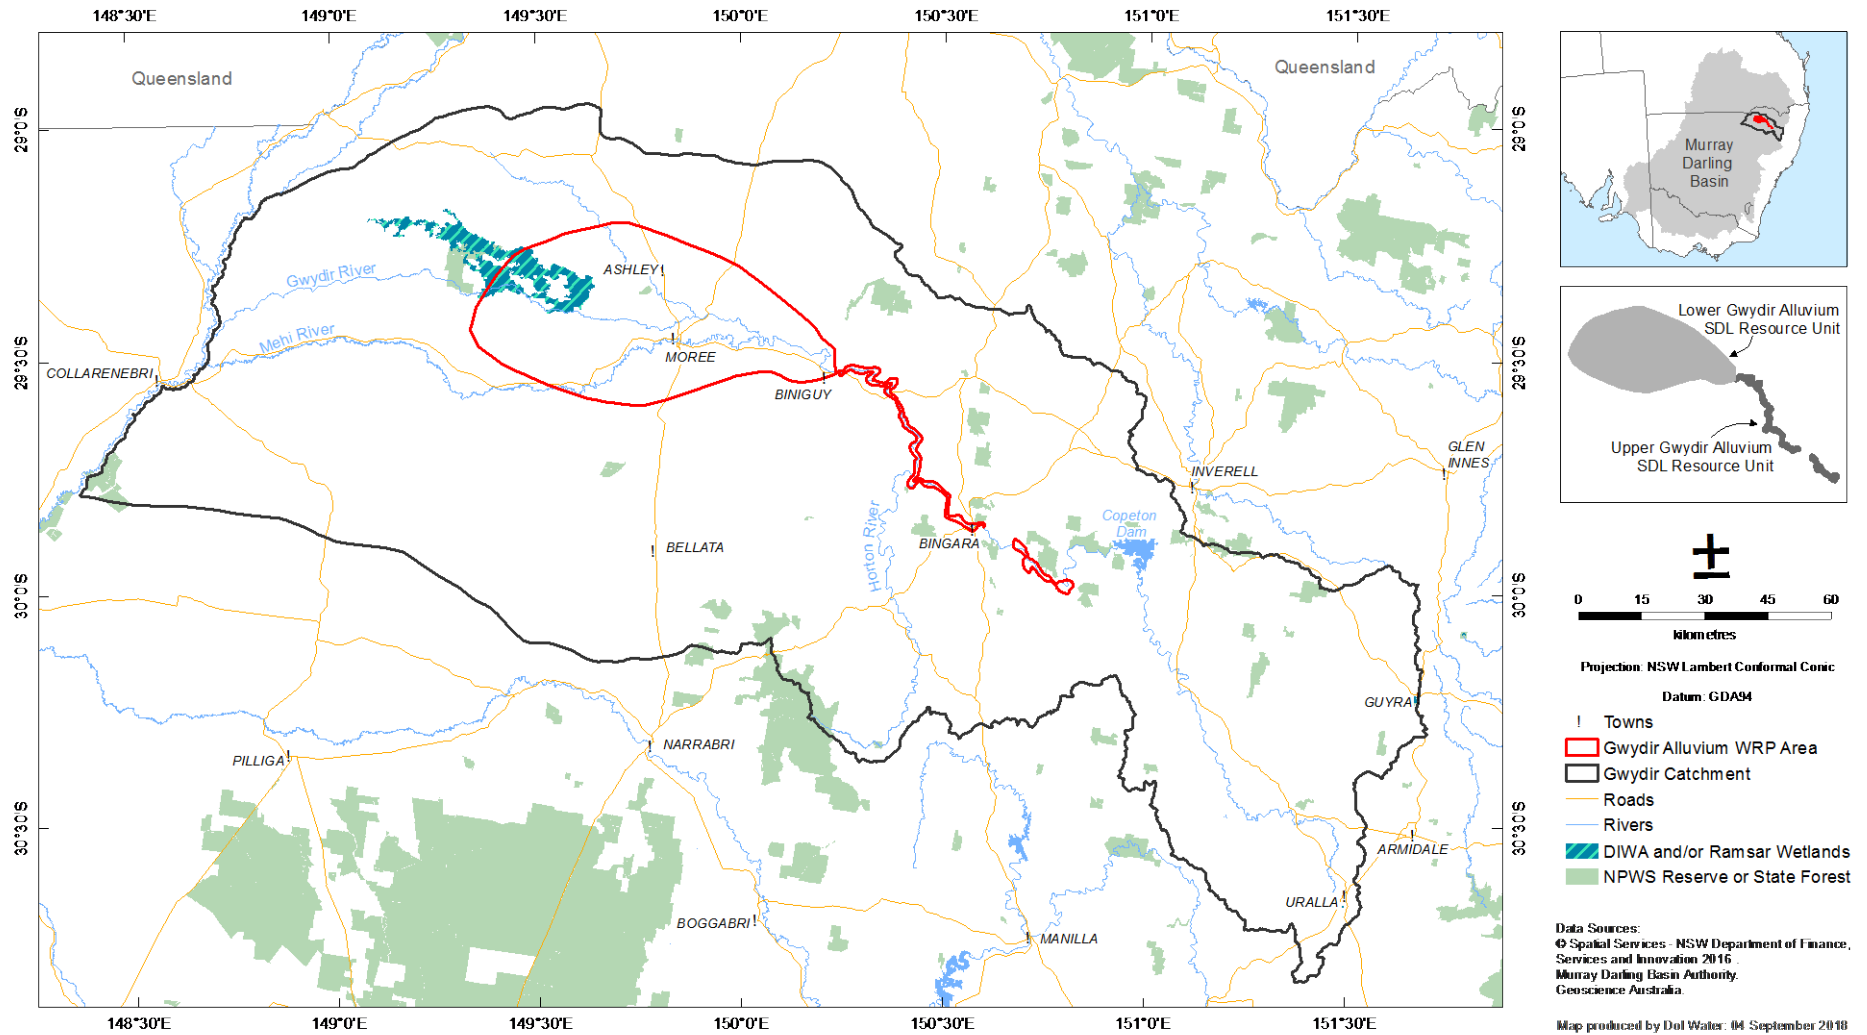 148°30'E 149°0'E 149°30'E 150°0'E 150°30'E 151°0'E 151°30'E
Queensland
Queensland
29°0'S
29°0'S
Gwydir River
ASHLEY
Mehi River
MOREE
COLLARENEBRI
BINIGUY
29°30'S
29°30'S
GLEN
INNES
INVERELL
Horton River
Copeton
Dam
BINGARA
BELLATA
30°0'S
30°0'S
GUYRA
NARRABRI
PILLIGA
30°30'S
30°30'S
ARMIDALE
URALLA
BOGGABRI
MANILLA
148°30'E 149°0'E 149°30'E 150°0'E 150°30'E 151°0'E 151°30'E
Murray
Darling
Basin
Lower Gwydir Alluvium
SDL Resource Unit
Upper Gwydir Alluvium
SDL Resource Unit
0 15 30 45 60
kilometres
Projection: NSW Lambert Conformal Conic
Datum: GDA94
! Towns
Gwydir Alluvium WRP Area
Gwydir Catchment
Roads
Rivers
DIWA and/or Ramsar Wetlands
NPWS Reserve or State Forest
Data Sources:
© Spatial Services - NSW Department of Finance,
Services and Innovation 2016 .
Murray Darling Basin Authority.
Geoscience Australia.
Map produced by DoI Water: 04 September 2018